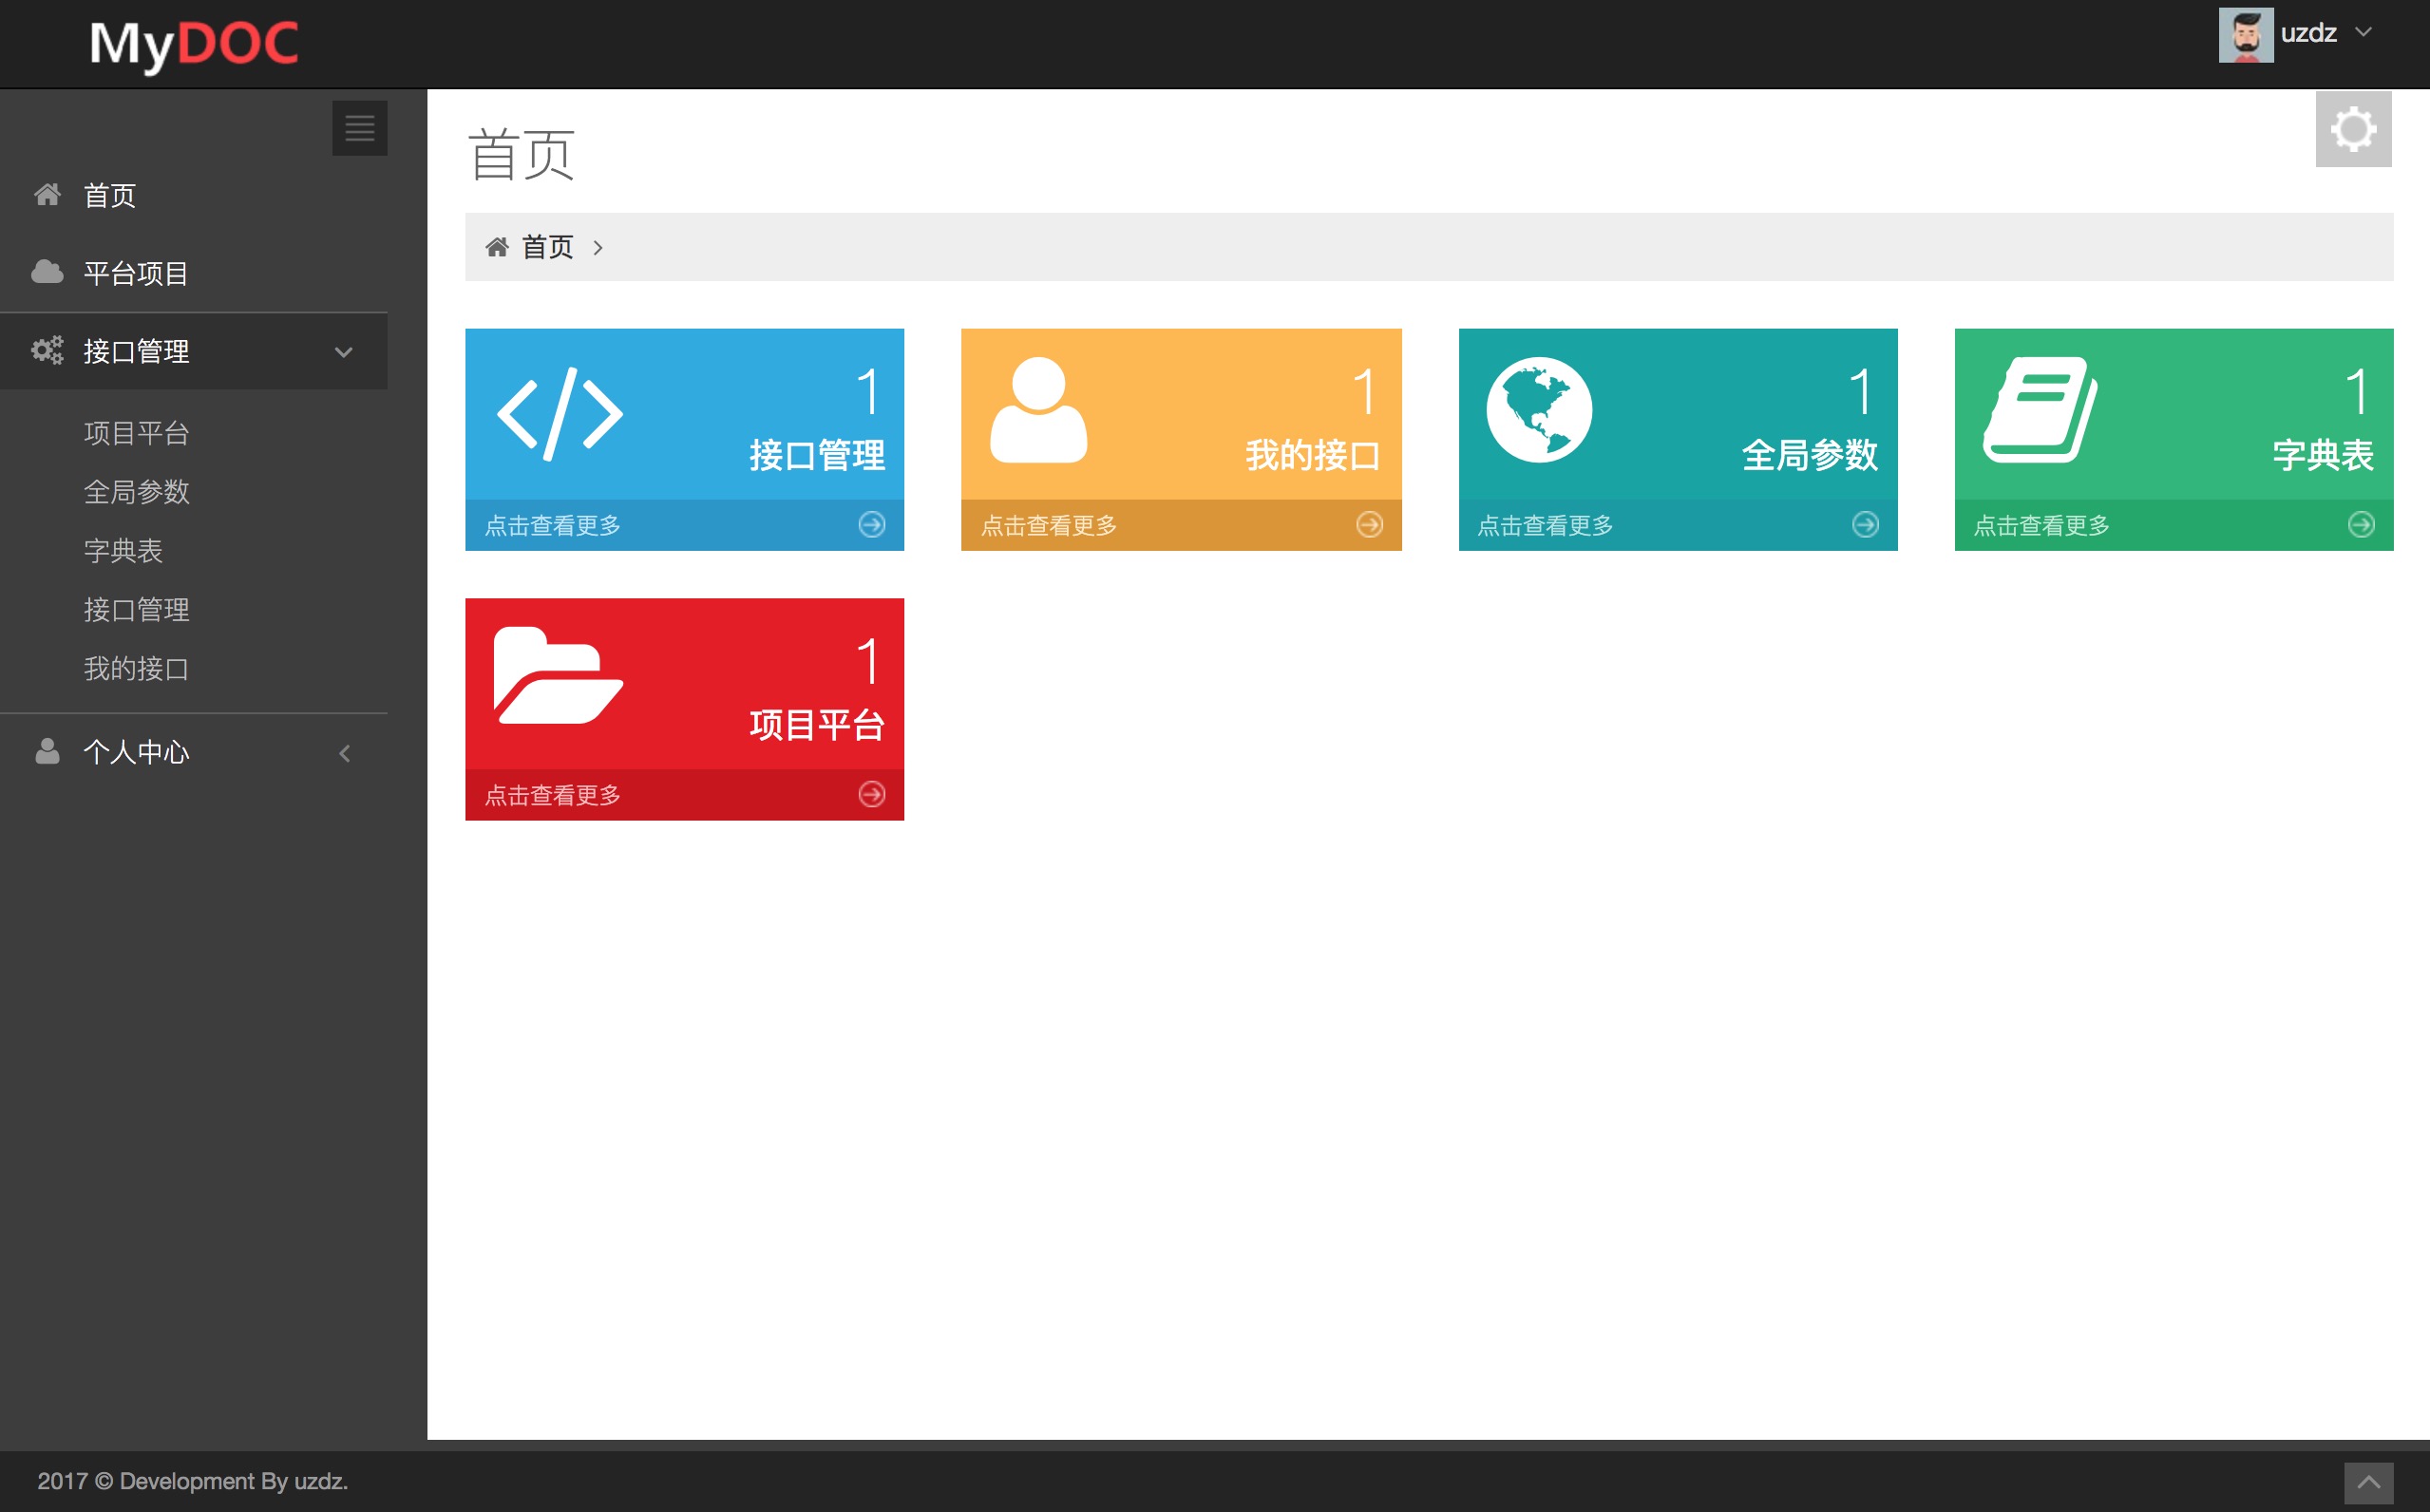 MyDOC
uzdz
首页
平台项目
接口管理
项目平台
全局参数
字典表
接口管理
我的接口
个人中心
首页
首页
1
接口管理
点击查看更多
1
我的接口
点击查看更多
1
全局参数
点击查看更多
1
字典表
点击查看更多
1
项目平台
点击查看更多
2017 © Development By uzdz.